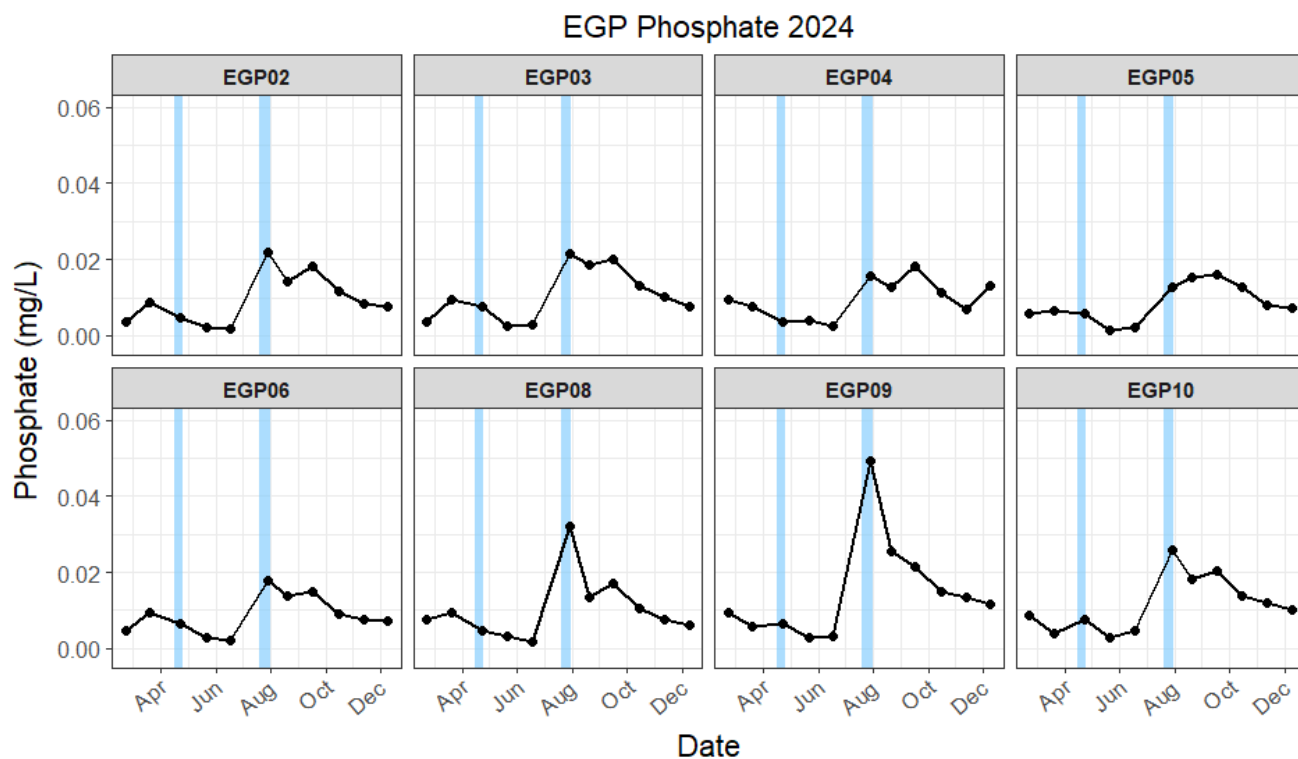 EGP Phosphate 2024
EGP02 EGP03 EGP04 EGP05
0.06
0.04
0.02
0.00
EGP06 EGP08 EGP09 EGP10
0.06
0.04
0.02
0.00
Phosphate (mg/L)
Apr Jun Aug Oct Dec Apr Jun Aug Oct Dec Apr Jun Aug Oct Dec Apr Jun Aug Oct Dec
Date